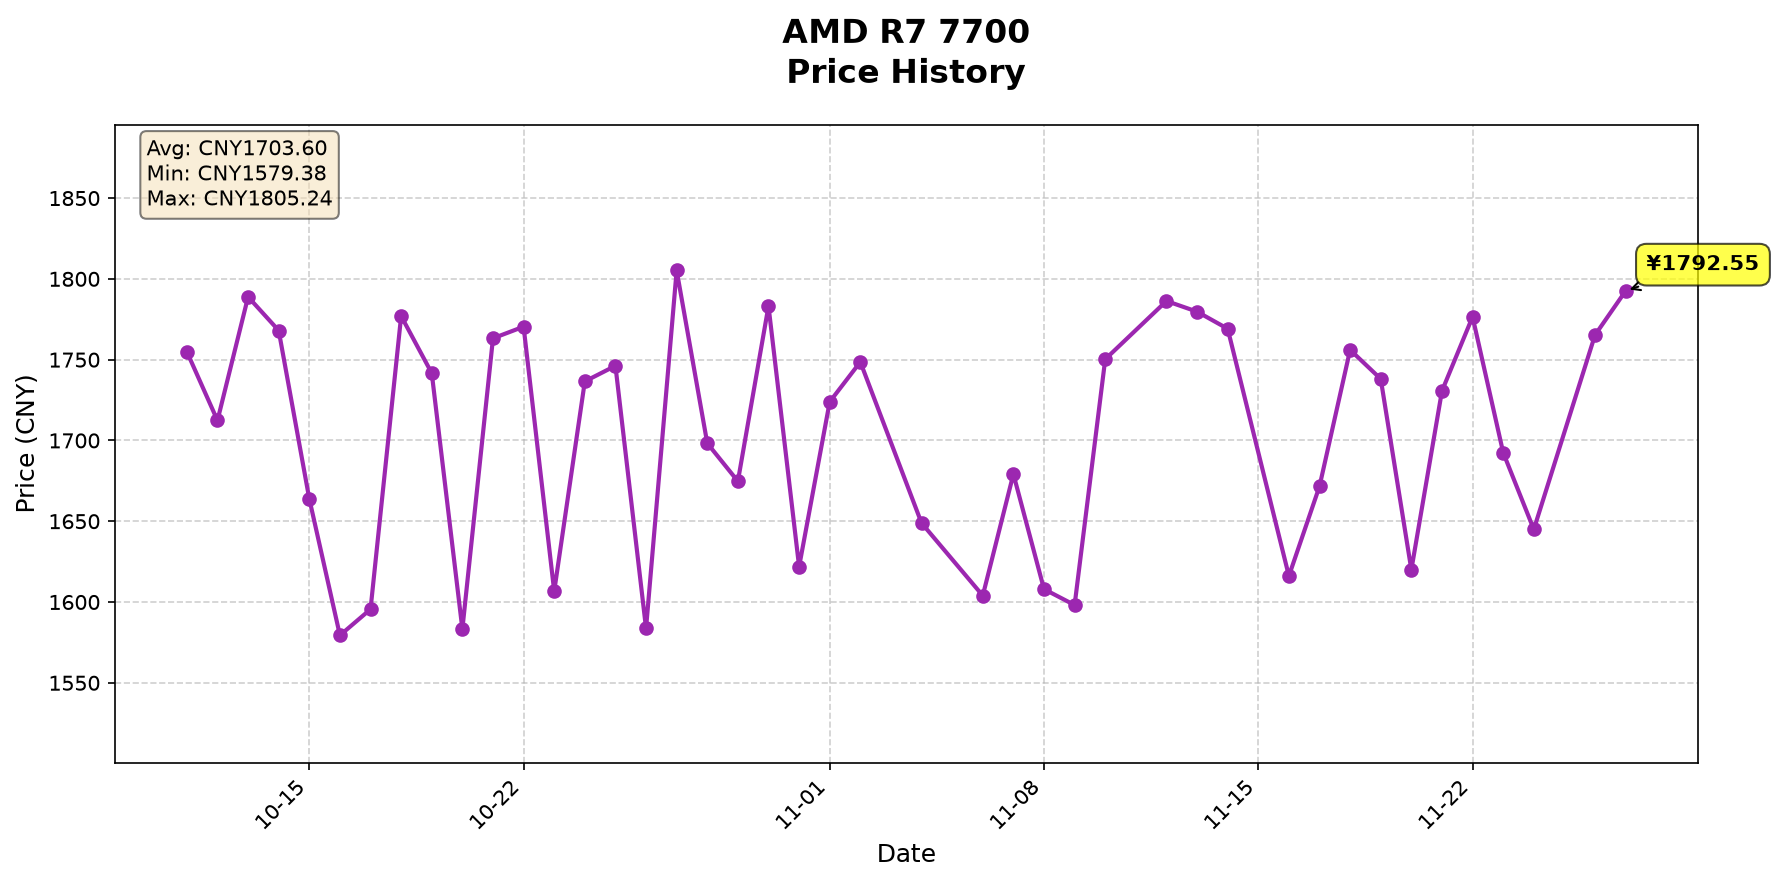 AMD R7 7700
Price History
Avg: CNY1703.60
Min: CNY1579.38
Max: CNY1805.24
¥1792.55
Price (CNY)
1850
1800
1750
1700
1650
1600
1550
10-15
10-22
11-01
11-08
11-15
11-22
Date